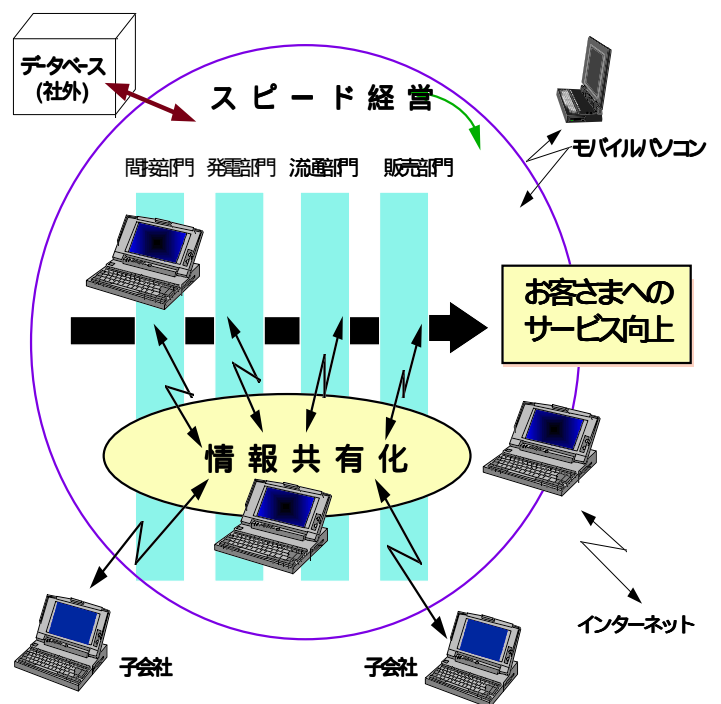 データベース
(社外)
スピード経営
モバイルパソコン
間接部門 発電部門 流通部門 販売部門
お客さまへの
サービス向上
情報共有化
インターネット
子会社 子会社